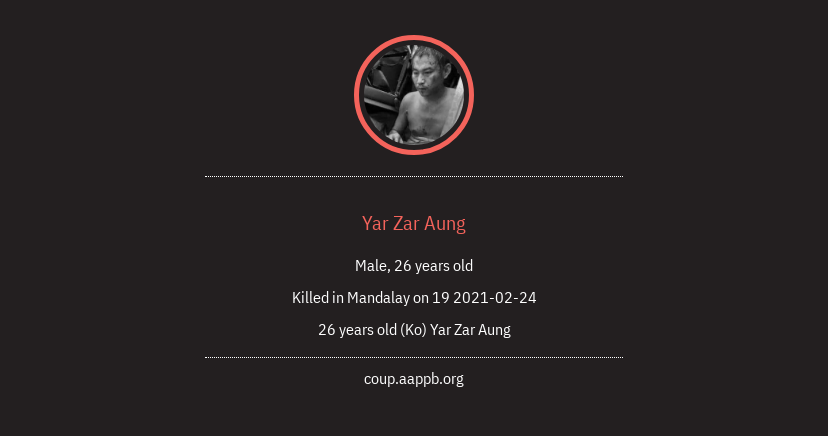 Yar Zar Aung
Male, 26 years old
Killed in Mandalay on 19 2021-02-24
26 years old (Ko) Yar Zar Aung
coup.aappb.org